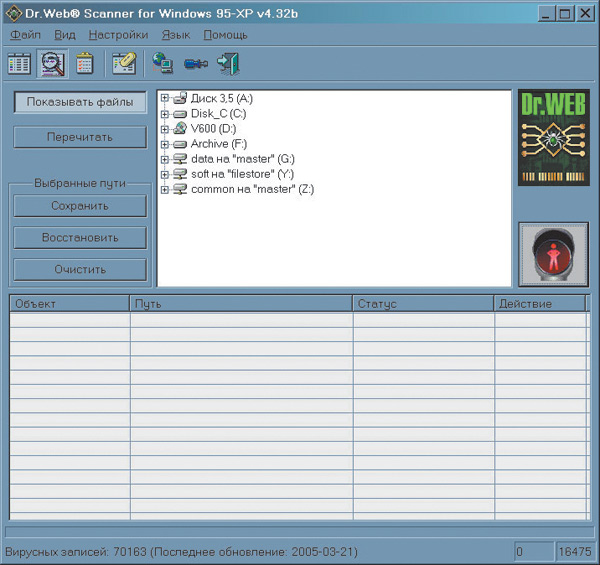 Dr.Web® Scanner for Windows 95-XP v4.32b
Файл Вид Настройки Язык Помощь
Показывать файлы
Перечитать
Выбранные пути
Сохранить
Восстановить
Очистить
Диск 3,5 (A:)
Disk_C (C:)
V600 (D:)
Archive (F:)
data на "master" (G:)
soft на "filestore" (Y:)
common на "master" (Z:)
Dr.WEB
Объект Путь Статус Действие
Вирусных записей: 70163 (Последнее обновление: 2005-03-21) 0 16475